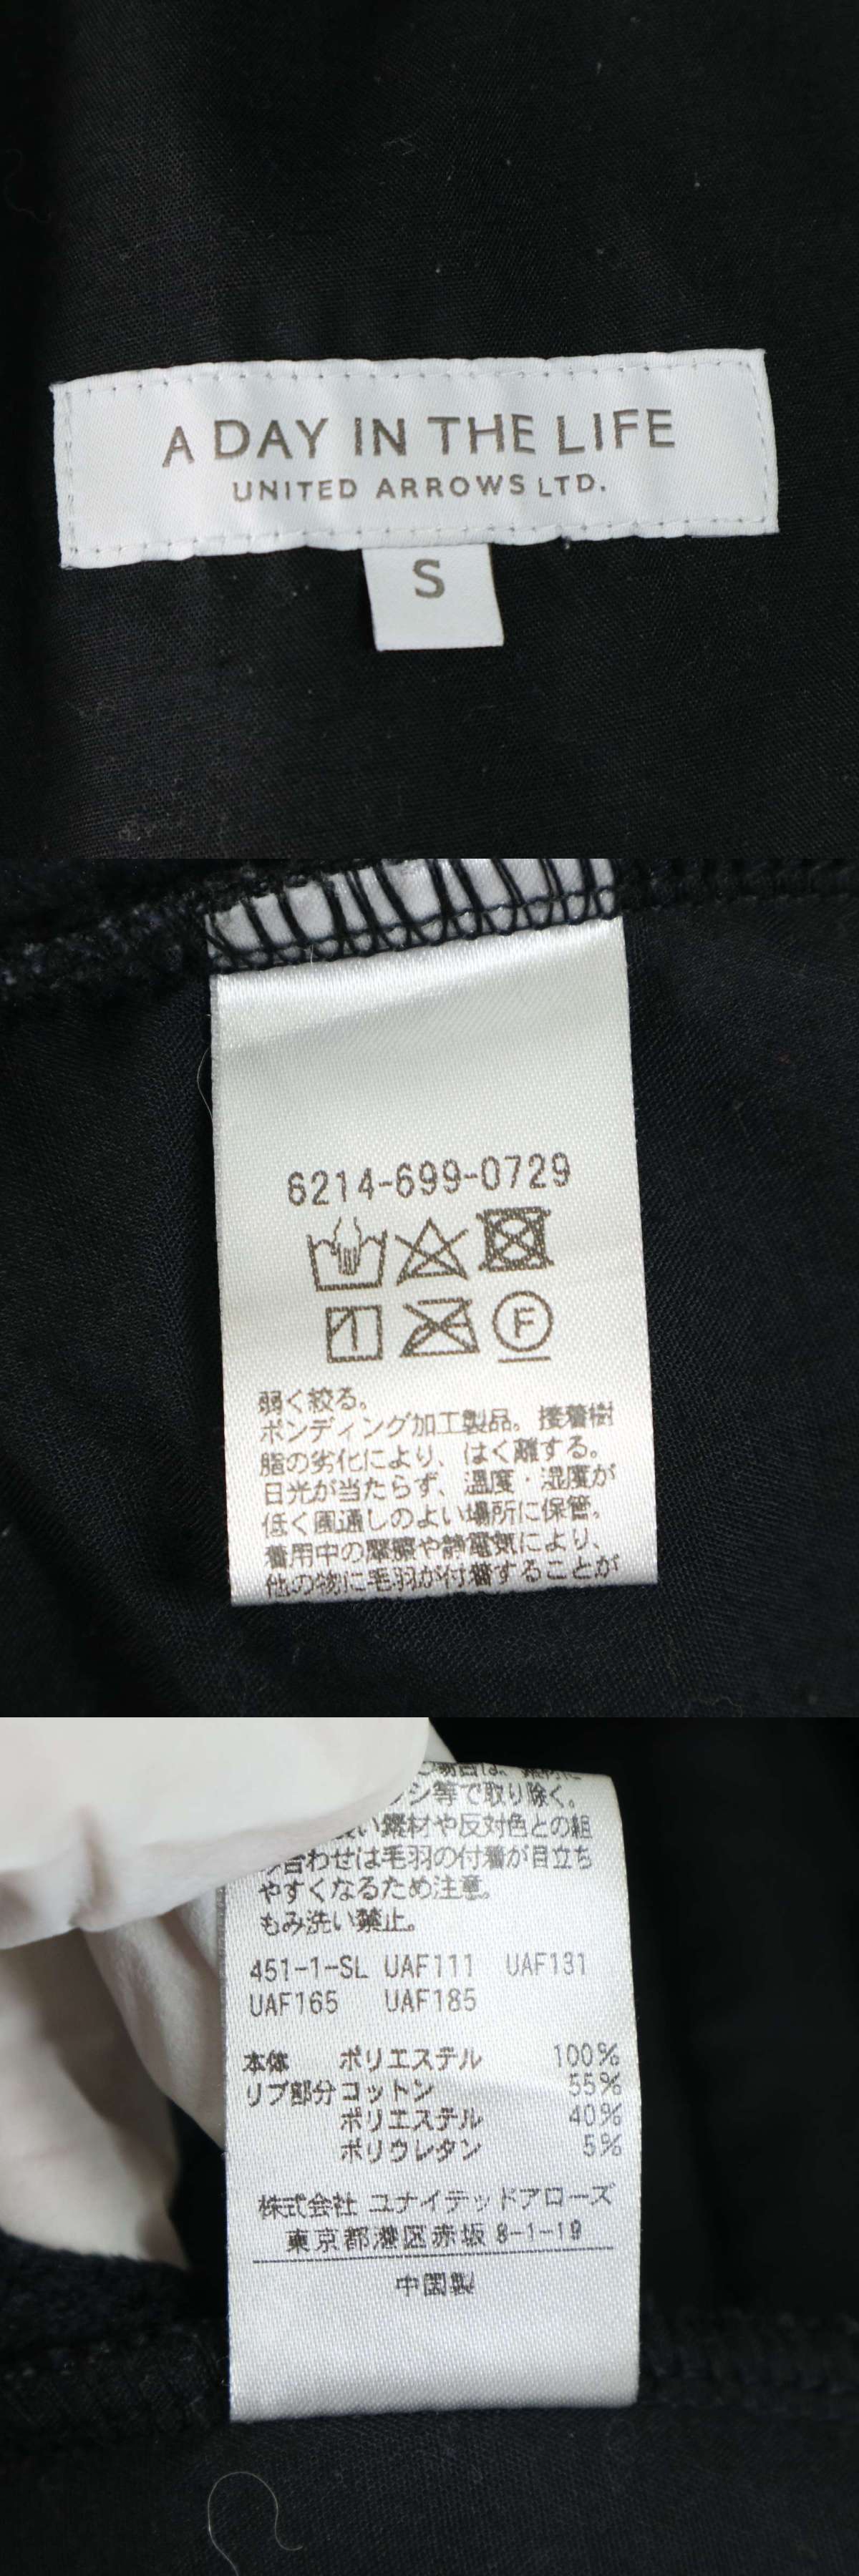 A DAY IN THE LIFE
UNITED ARROWS LTD.
S
6214-699-0729
F
弱く絞る。
ボンディング加工製品。接着樹
脂の劣化により、はく離する。
日光が当たらず、温度・湿度が
低く風通しのよい場所に保管。
着用中の摩擦や静電気により、
他の物に毛羽が付着することが
場合は、素材に
シ等で取り除く。
い素材や反対色との組
合わせは毛羽の付着が目立ち
やすくなるため注意。
もみ洗い禁止。
451-1-SL UAF111 UAF131
UAF165 UAF185
本体 ポリエステル 100%
リブ部分 コットン 55%
ポリエステル 40%
ポリウレタン 5%
株式会社 ユナイテッドアローズ
東京都港区赤坂 8-1-19
中国製